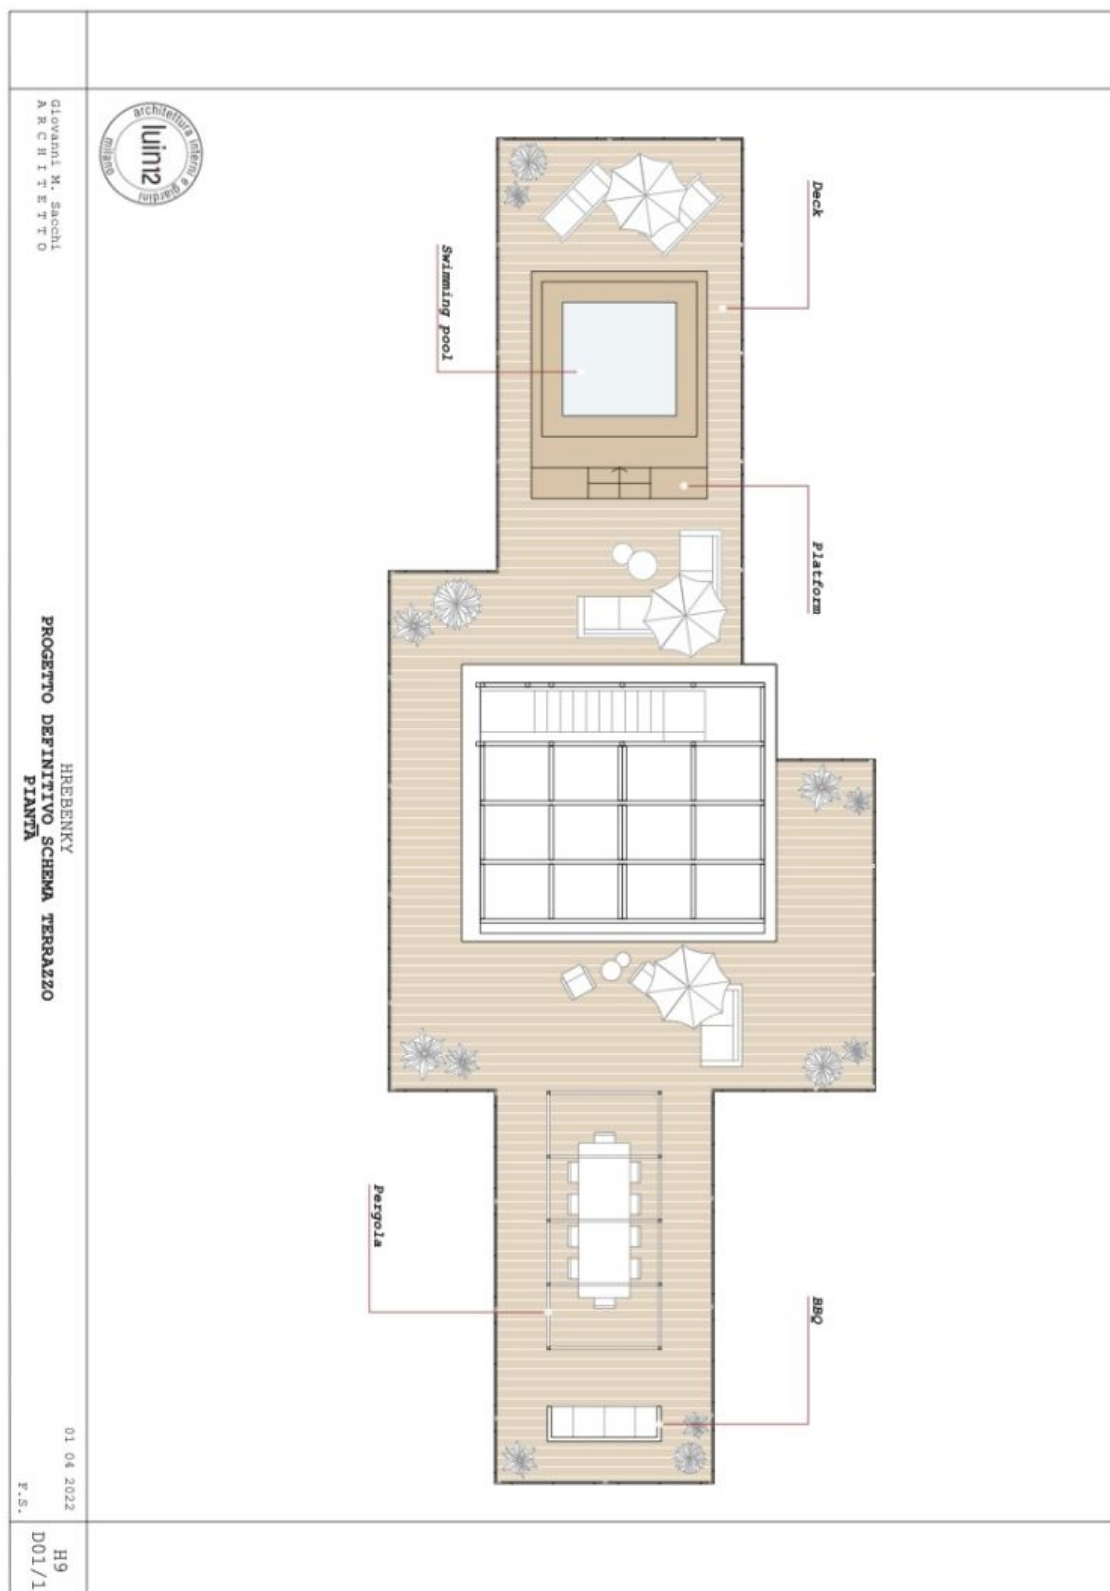 Deck
Swimming pool
Platform
Pergola
BBQ
architettura interni e giardini
luin12
milano
Giovanni M. Sacchi
ARCHITETTO
HREBENKY
PROGETTO DEFINITIVO SCHEMA TERRAZZO
PIANTA
01 04 2022
F.S.
H9
D01/1